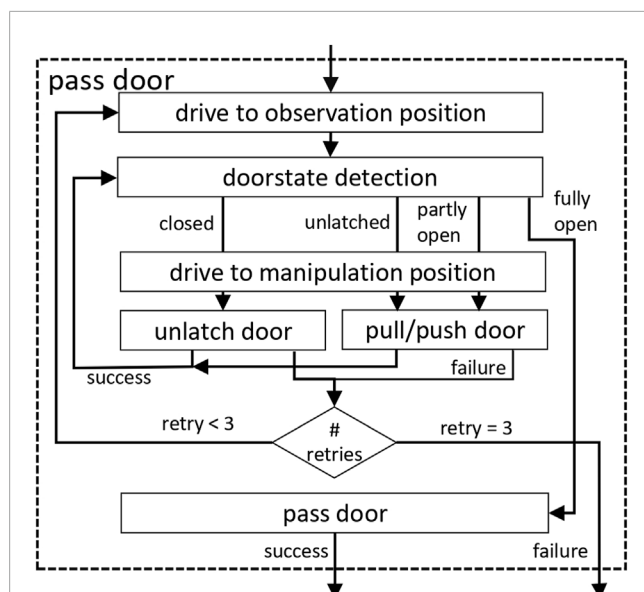 pass door
drive to observation position
doorstate detection
closed
unlatched
partly
open
fully
open
drive to manipulation position
unlatch door
pull/push door
success
failure
retry < 3
#
retries
retry = 3
pass door
success
failure